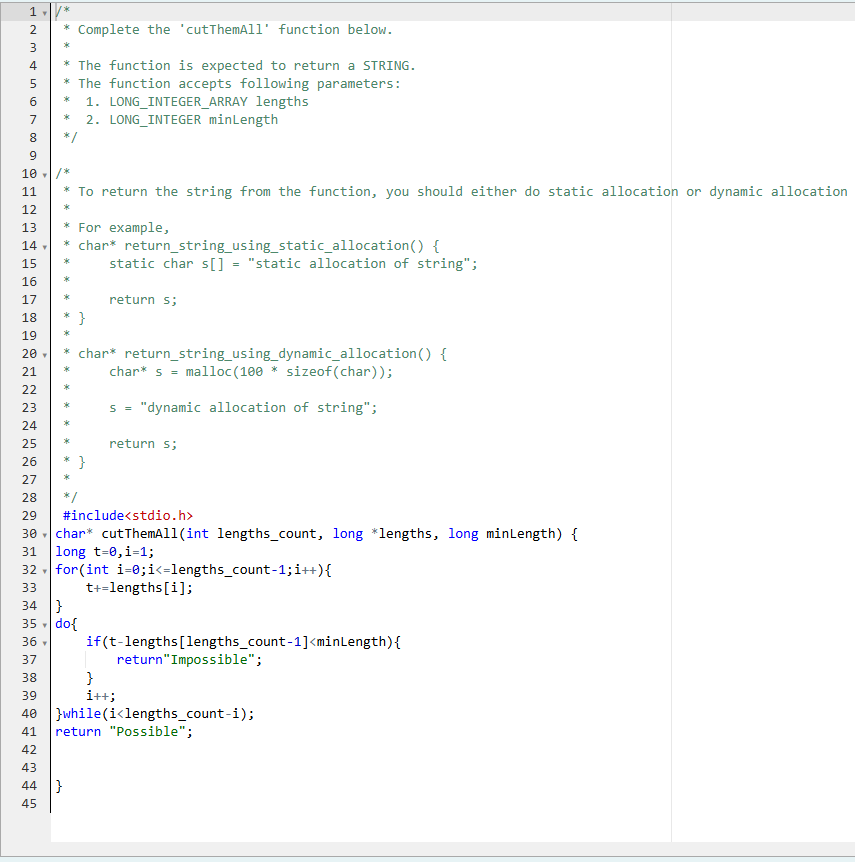 1 /*
2  * Complete the 'cutThemAll' function below.
3  *
4  * The function is expected to return a STRING.
5  * The function accepts following parameters:
6  *  1. LONG_INTEGER_ARRAY lengths
7  *  2. LONG_INTEGER minLength
8  */
9
10 /*
11  * To return the string from the function, you should either do static allocation or dynamic allocation
12  *
13  * For example,
14  * char* return_string_using_static_allocation() {
15  *     static char s[] = "static allocation of string";
16  *
17  *     return s;
18  * }
19  *
20  * char* return_string_using_dynamic_allocation() {
21  *     char* s = malloc(100 * sizeof(char));
22  *
23  *     s = "dynamic allocation of string";
24  *
25  *     return s;
26  * }
27  *
28  */
29  #include<stdio.h>
30 char* cutThemAll(int lengths_count, long *lengths, long minLength) {
31 long t=0,i=1;
32 for(int i=0;i<=lengths_count-1;i++){
33     t+=lengths[i];
34 }
35 do{
36     if(t-lengths[lengths_count-1]<minLength){
37         return"Impossible";
38     }
39     i++;
40 }while(i<lengths_count-i);
41 return "Possible";
42
43
44 }
45